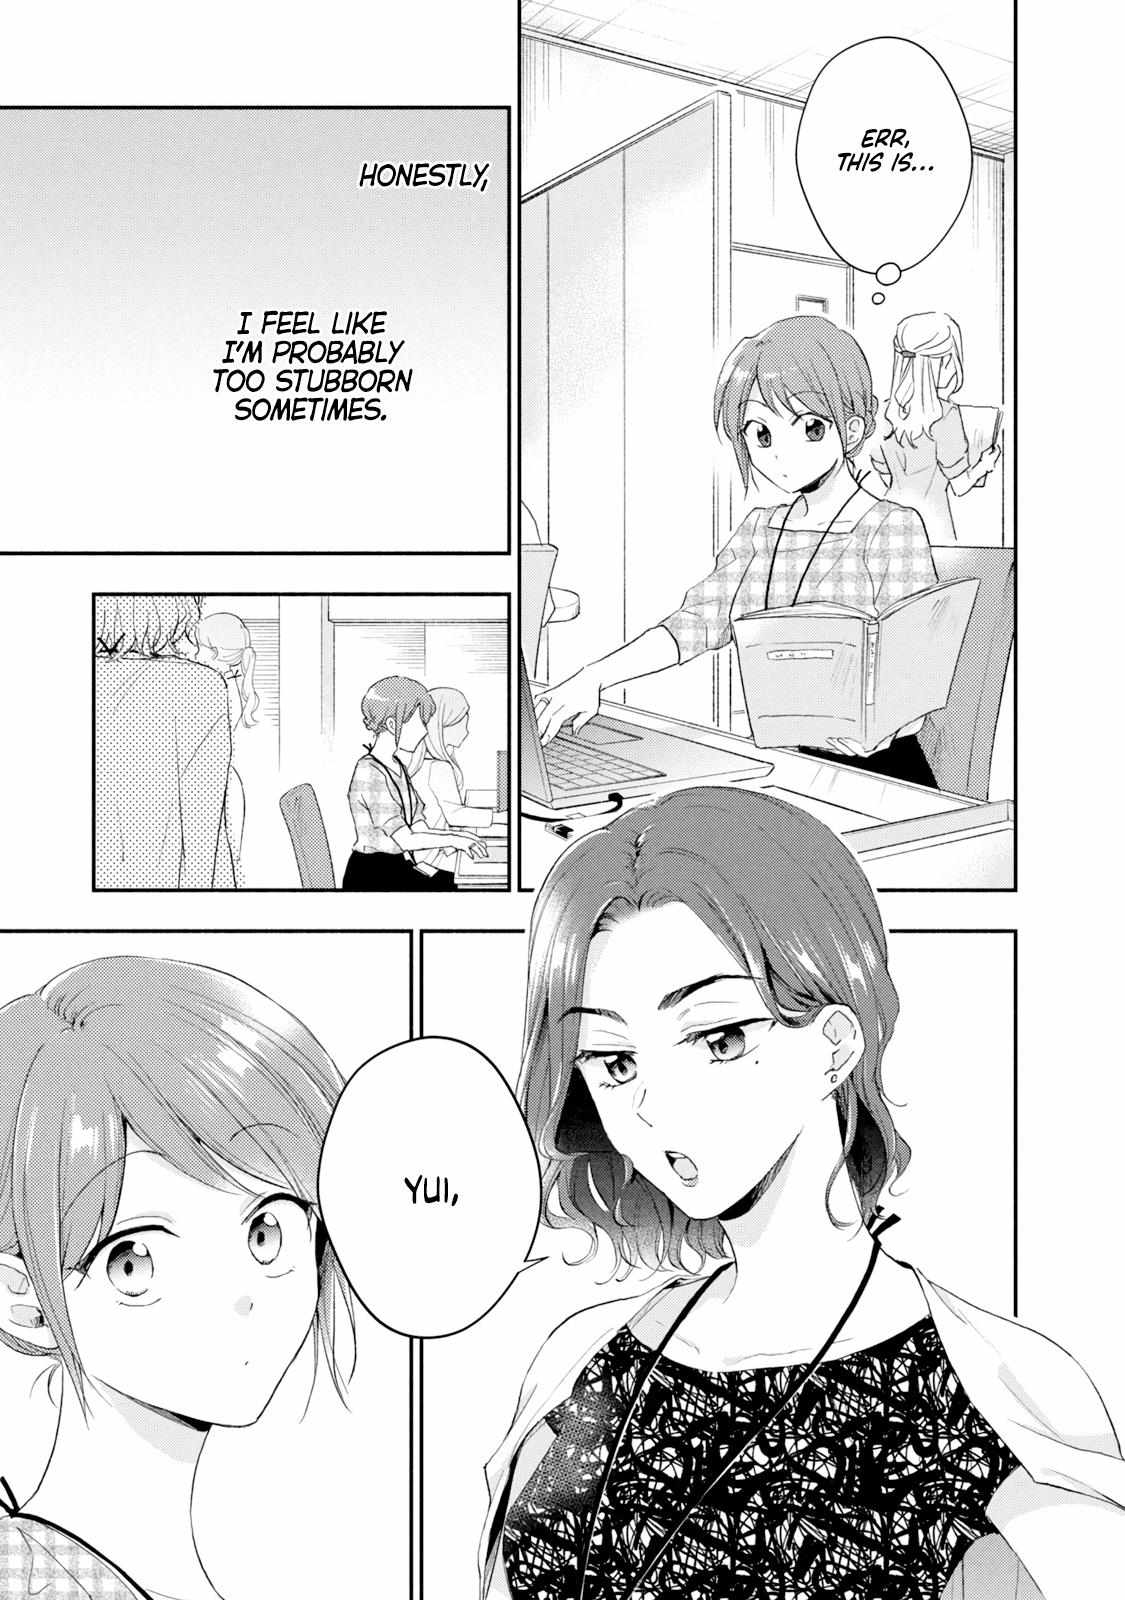 ERR,
THIS IS...
HONESTLY,
I FEEL LIKE
I'M PROBABLY
TOO STUBBORN
SOMETIMES.
YUI,